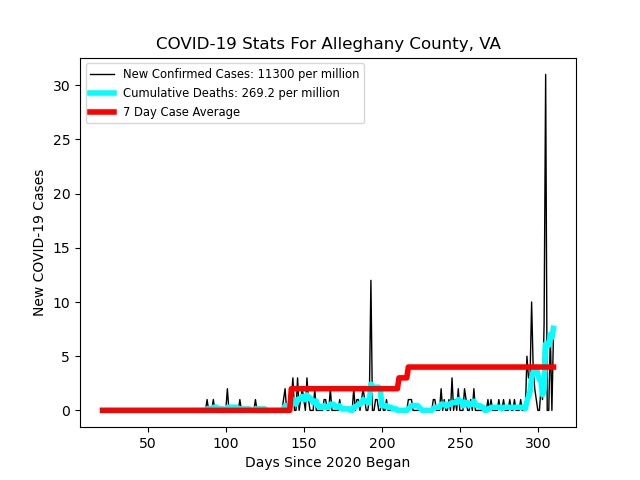 COVID-19 Stats For Alleghany County, VA
New Confirmed Cases: 11300 per million
Cumulative Deaths: 269.2 per million
7 Day Case Average
New COVID-19 Cases
30
25
20
15
10
5
0
50 100 150 200 250 300
Days Since 2020 Began